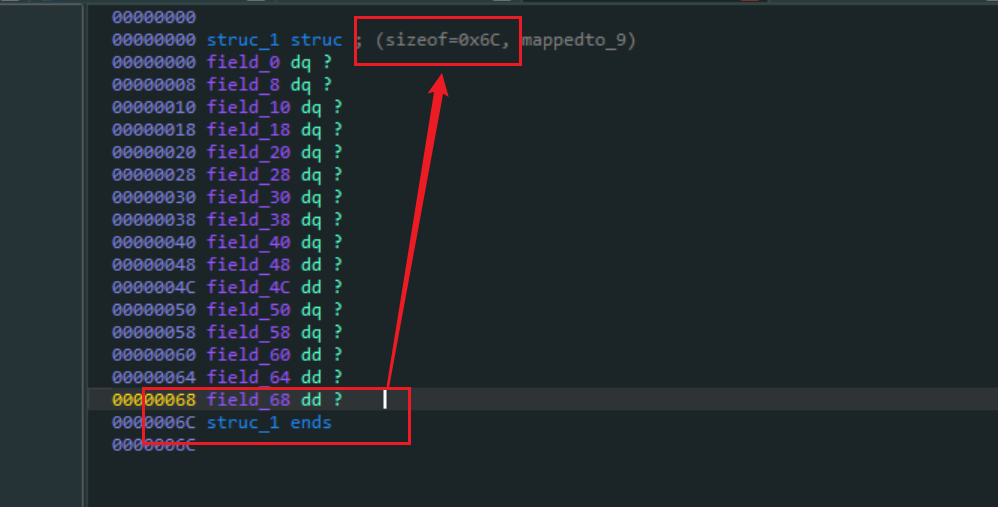 00000000
00000000 struc_1 struc ; (sizeof=0x6C, mappedto_9)
00000000 field_0 dq ?
00000008 field_8 dq ?
00000010 field_10 dq ?
00000018 field_18 dq ?
00000020 field_20 dq ?
00000028 field_28 dq ?
00000030 field_30 dq ?
00000038 field_38 dq ?
00000040 field_40 dq ?
00000048 field_48 dd ?
0000004C field_4C dd ?
00000050 field_50 dq ?
00000058 field_58 dq ?
00000060 field_60 dd ?
00000064 field_64 dd ?
00000068 field_68 dd ?
0000006C struc_1 ends
0000006C